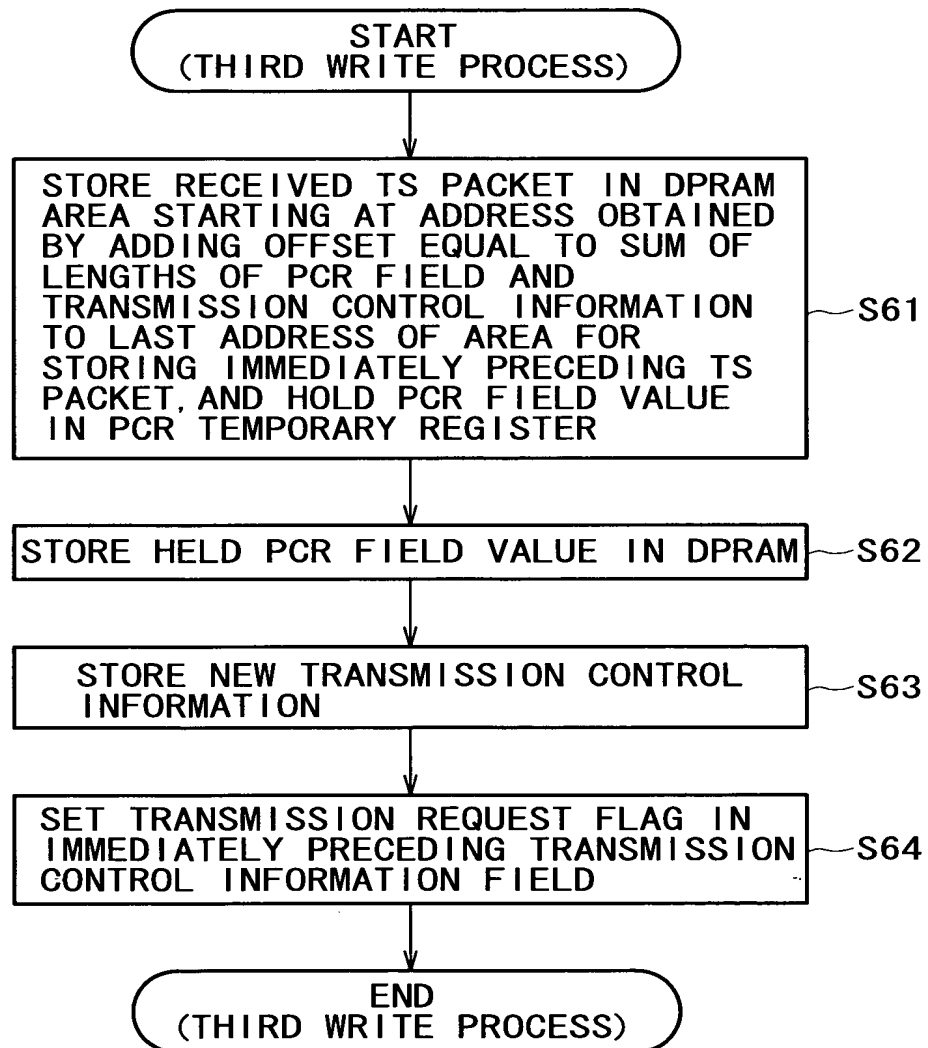 START
(THIRD WRITE PROCESS)
STORE RECEIVED TS PACKET IN DPRAM
AREA STARTING AT ADDRESS OBTAINED
BY ADDING OFFSET EQUAL TO SUM OF
LENGTHS OF PCR FIELD AND
TRANSMISSION CONTROL INFORMATION
TO LAST ADDRESS OF AREA FOR
STORING IMMEDIATELY PRECEDING TS
PACKET, AND HOLD PCR FIELD VALUE
IN PCR TEMPORARY REGISTER
S61
STORE HELD PCR FIELD VALUE IN DPRAM
S62
STORE NEW TRANSMISSION CONTROL
INFORMATION
S63
SET TRANSMISSION REQUEST FLAG IN
IMMEDIATELY PRECEDING TRANSMISSION
CONTROL INFORMATION FIELD
S64
END
(THIRD WRITE PROCESS)